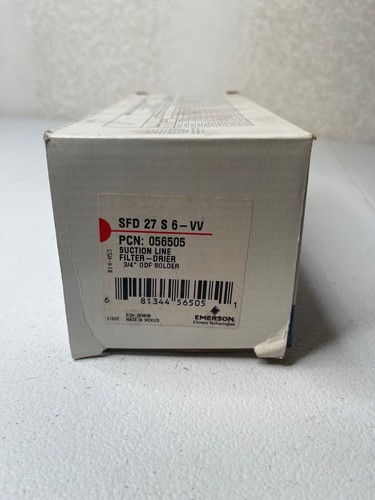 SFD 27 S 6-VV
PCN: 056505
SUCTION LINE
FILTER-DRIER
3/4" ODF SOLDER
6 81344 56505 1
MADE IN MEXICO
EMERSON
Climate Technologies